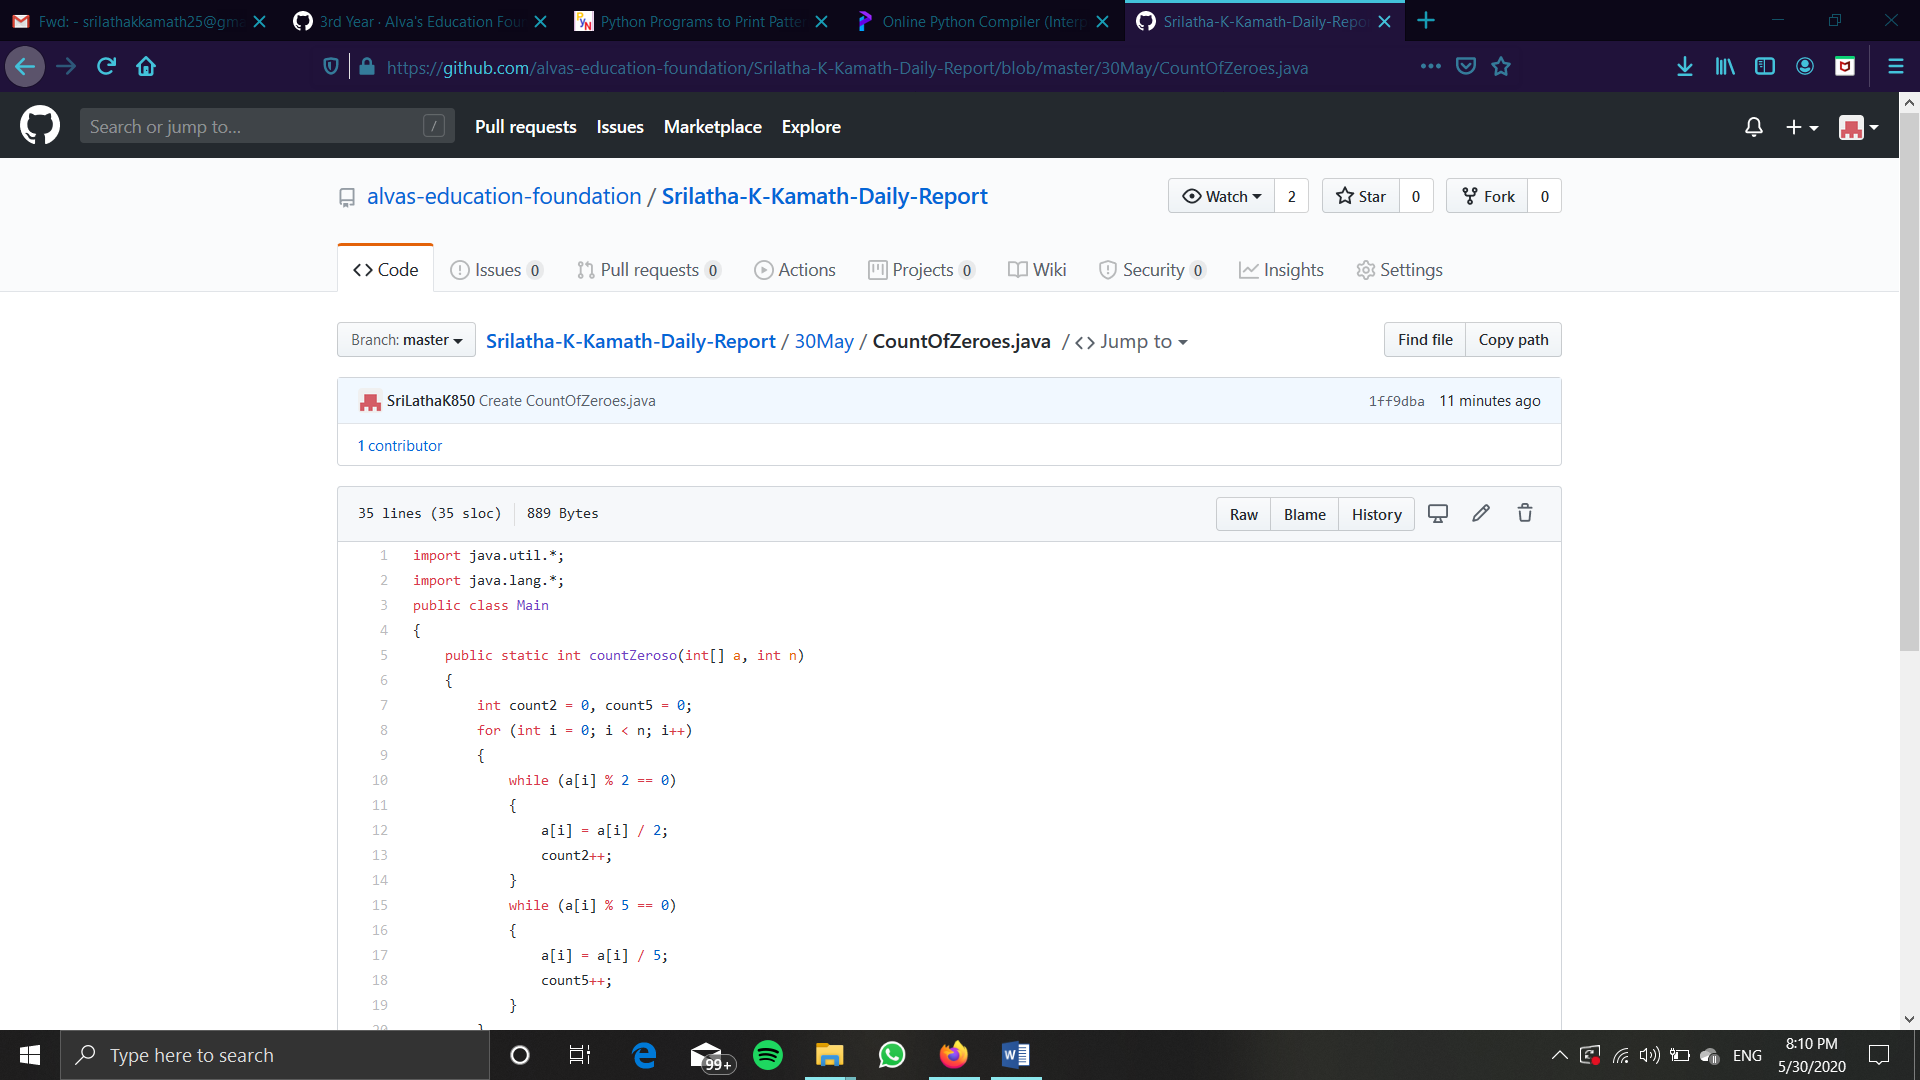 Fwd: - srilathakkamath25@gma
3rd Year · Alva's Education Four
Python Programs to Print Patter
Online Python Compiler (Interp
Srilatha-K-Kamath-Daily-Repor
https://github.com/alvas-education-foundation/Srilatha-K-Kamath-Daily-Report/blob/master/30May/CountOfZeroes.java
Search or jump to... /
Pull requests Issues Marketplace Explore
alvas-education-foundation / Srilatha-K-Kamath-Daily-Report
Watch 2 Star 0 Fork 0
Code Issues 0 Pull requests 0 Actions Projects 0 Wiki Security 0 Insights Settings
Branch: master Srilatha-K-Kamath-Daily-Report / 30May / CountOfZeroes.java / Jump to
Find file Copy path
SriLathaK850 Create CountOfZeroes.java 1ff9dba 11 minutes ago
1 contributor
35 lines (35 sloc) 889 Bytes Raw Blame History
1 import java.util.*;
2 import java.lang.*;
3 public class Main
4 {
5 public static int countZeroso(int[] a, int n)
6 {
7 int count2 = 0, count5 = 0;
8 for (int i = 0; i < n; i++)
9 {
10 while (a[i] % 2 == 0)
11 {
12 a[i] = a[i] / 2;
13 count2++;
14 }
15 while (a[i] % 5 == 0)
16 {
17 a[i] = a[i] / 5;
18 count5++;
19 }
20 }
Type here to search
99+
ENG
8:10 PM
5/30/2020